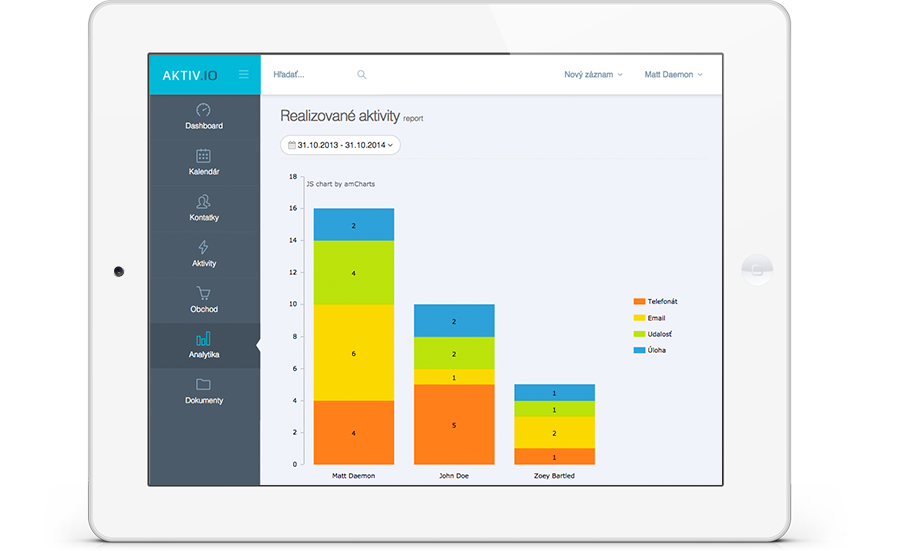 AKTIV.IO
Hľadať...
Nový záznam
Matt Daemon
Dashboard
Kalendár
Kontakty
Aktivity
Obchod
Analytika
Dokumenty
Realizované aktivity report
31.10.2013 - 31.10.2014
JS chart by amCharts
18
16
14
12
10
8
6
4
2
0
2
4
6
4
2
2
1
5
1
1
2
1
Matt Daemon
John Doe
Zoey Bartled
Telefonát
Email
Udalosť
Úloha